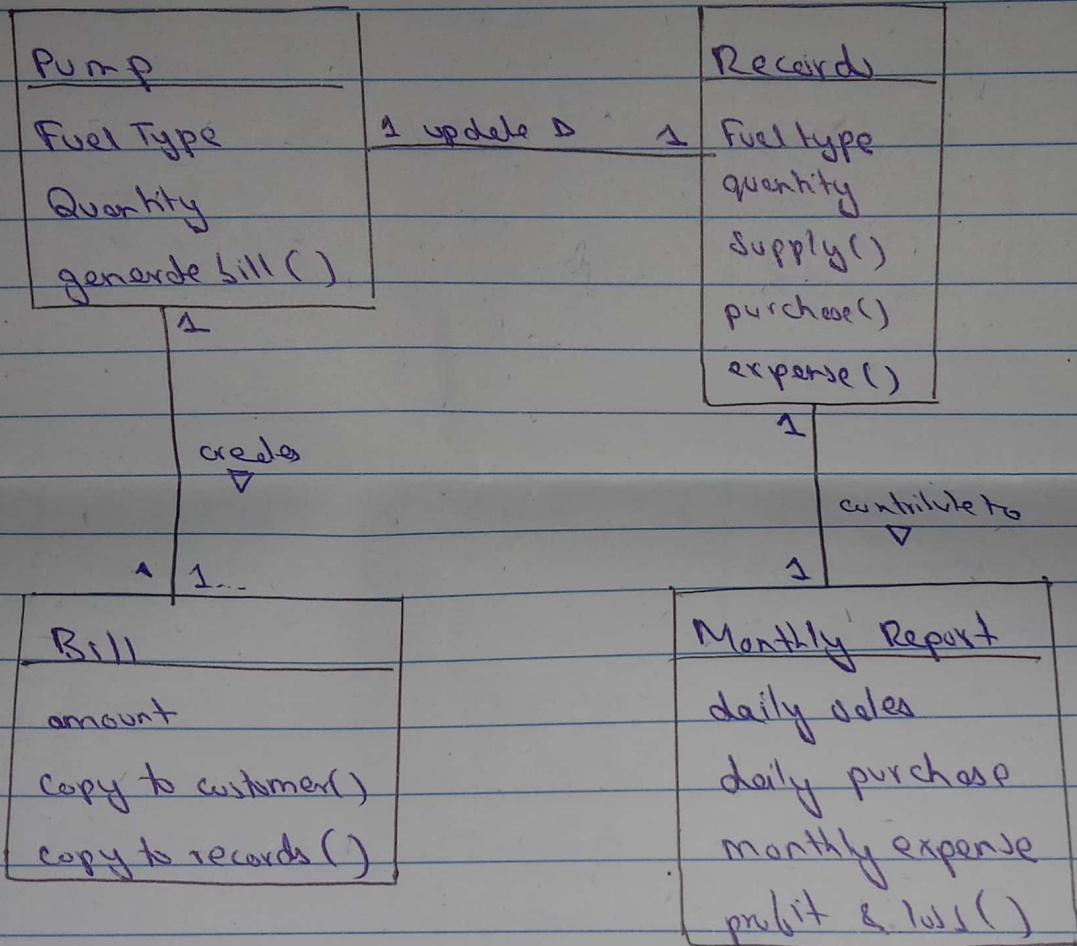 Pump
Fuel Type
Quantity
generate bill()
1 update ▷ 1
Records
Fuel type
quantity
Supply()
purchase()
expense()
1
creates
▽
1...
1
contribute to
▽
1
Bill
amount
copy to customer()
copy to records()
Monthly Report
daily sales
daily purchase
monthly expense
profit & loss()